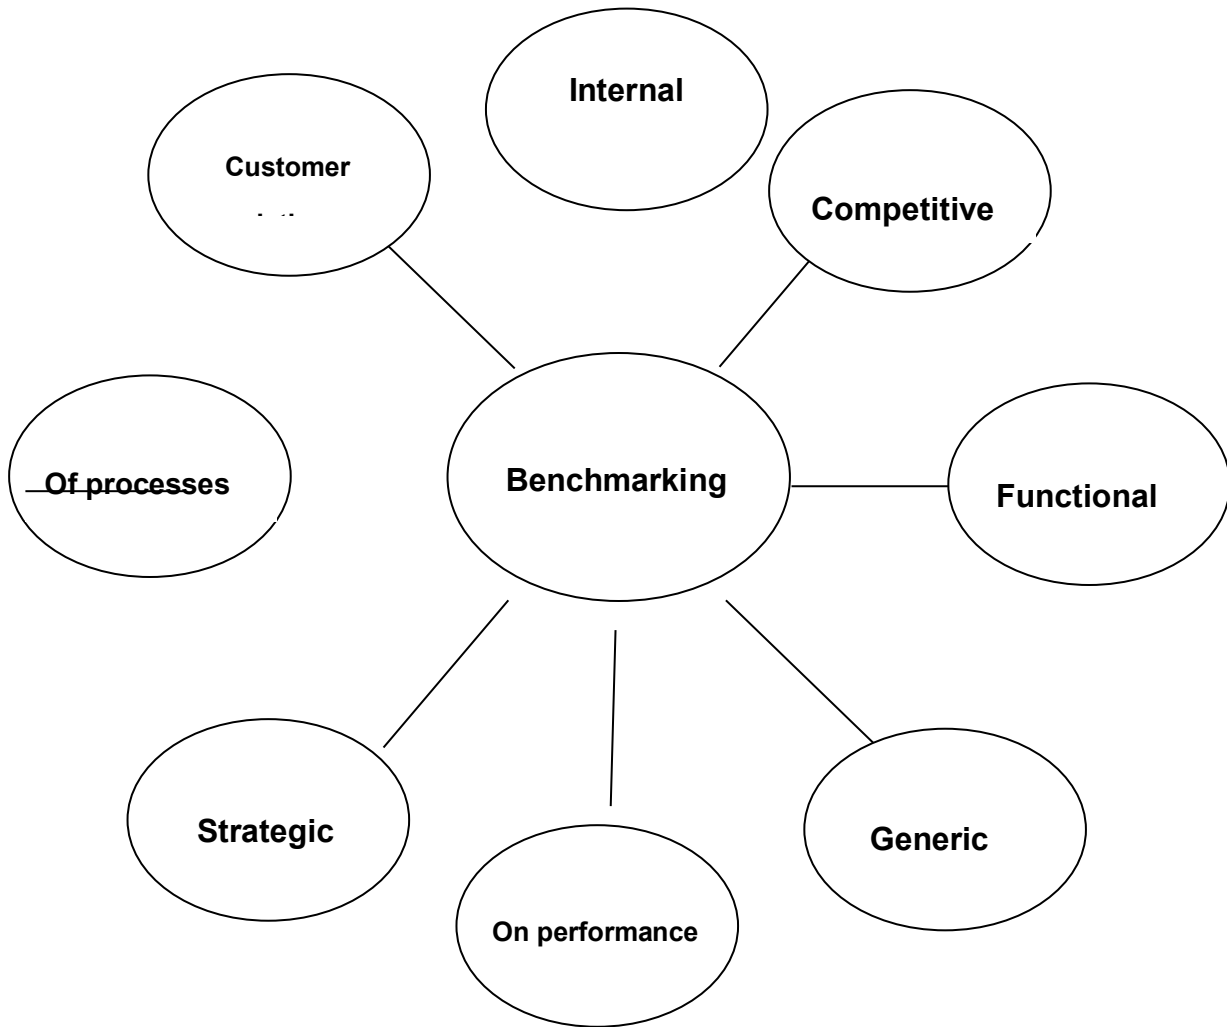 Internal
Customer
Competitive
Of processes
Benchmarking
Functional
Strategic
Generic
On performance